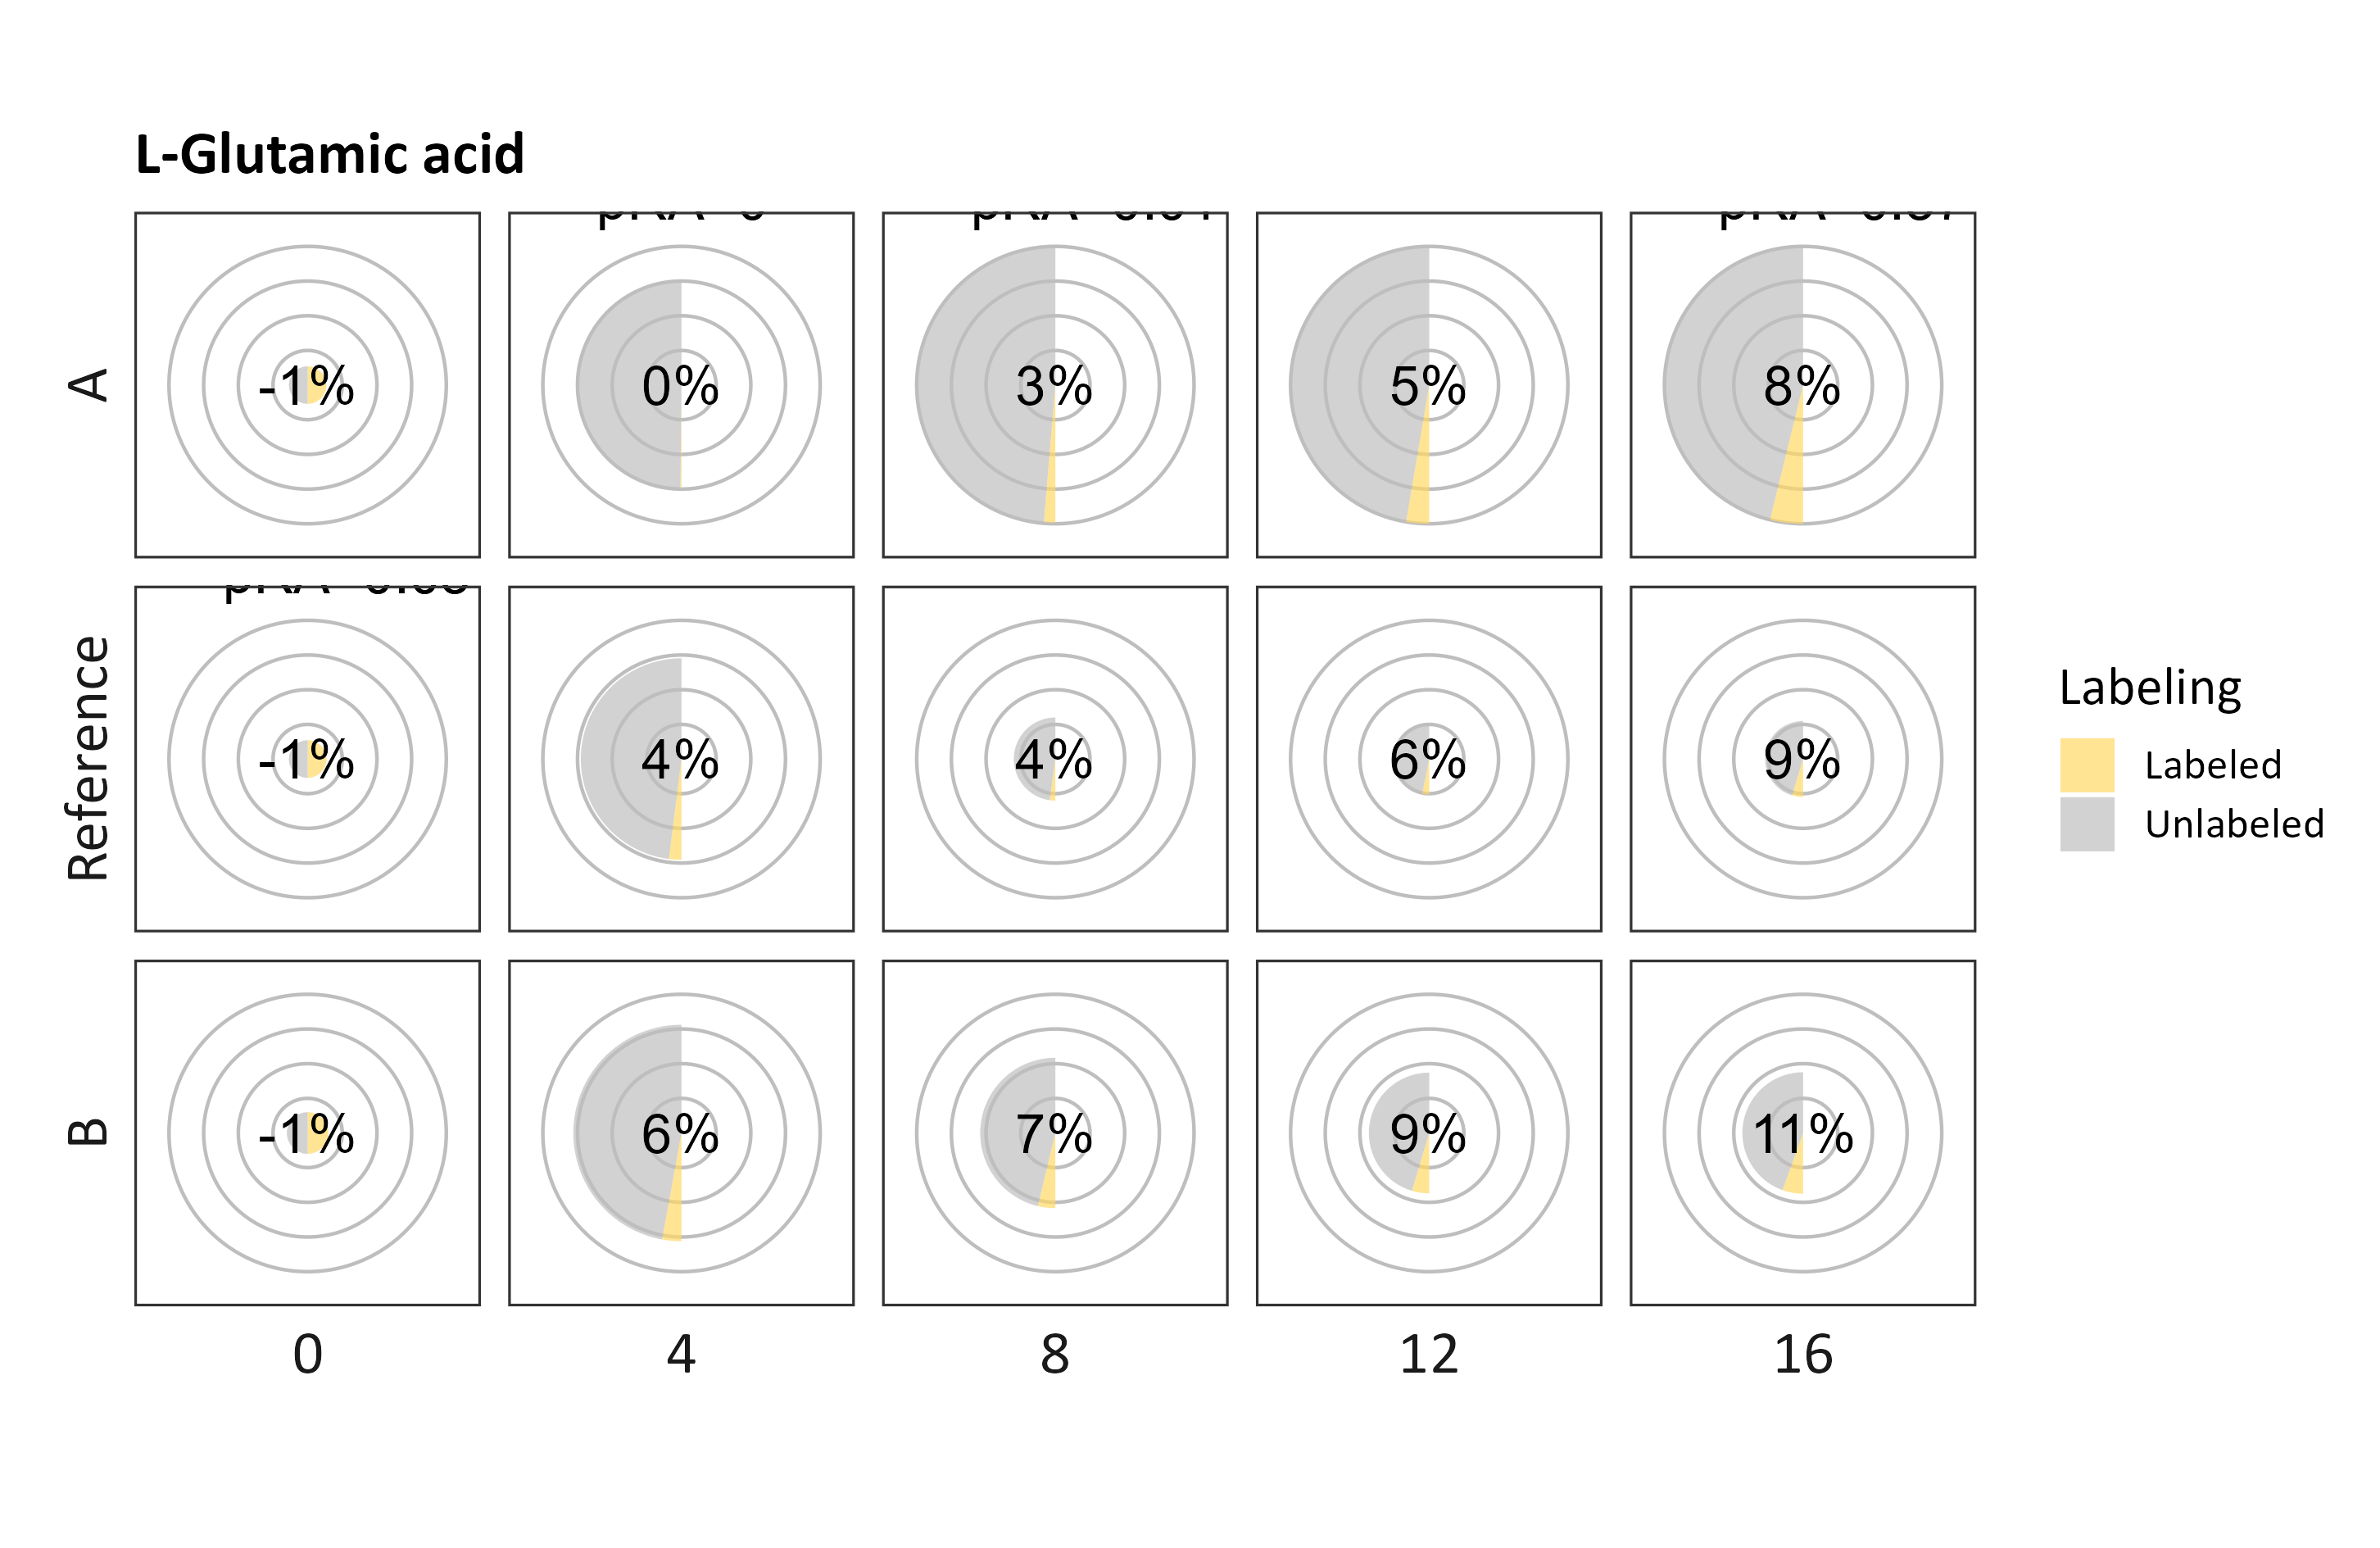 L-Glutamic acid
A
-1%
0%
3%
5%
8%
Reference
-1%
4%
4%
6%
9%
B
-1%
6%
7%
9%
11%
0
4
8
12
16
Labeling
Labeled
Unlabeled